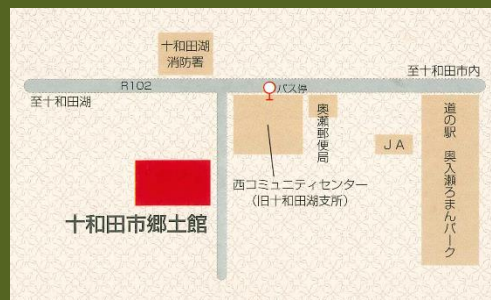 十和田湖
消防署
至十和田市内
R102
バス停
至十和田湖
奥瀬郵便局
道の駅 奥入瀬ろまんパーク
JA
西コミュニティセンター
(旧十和田湖支所)
十和田市郷土館